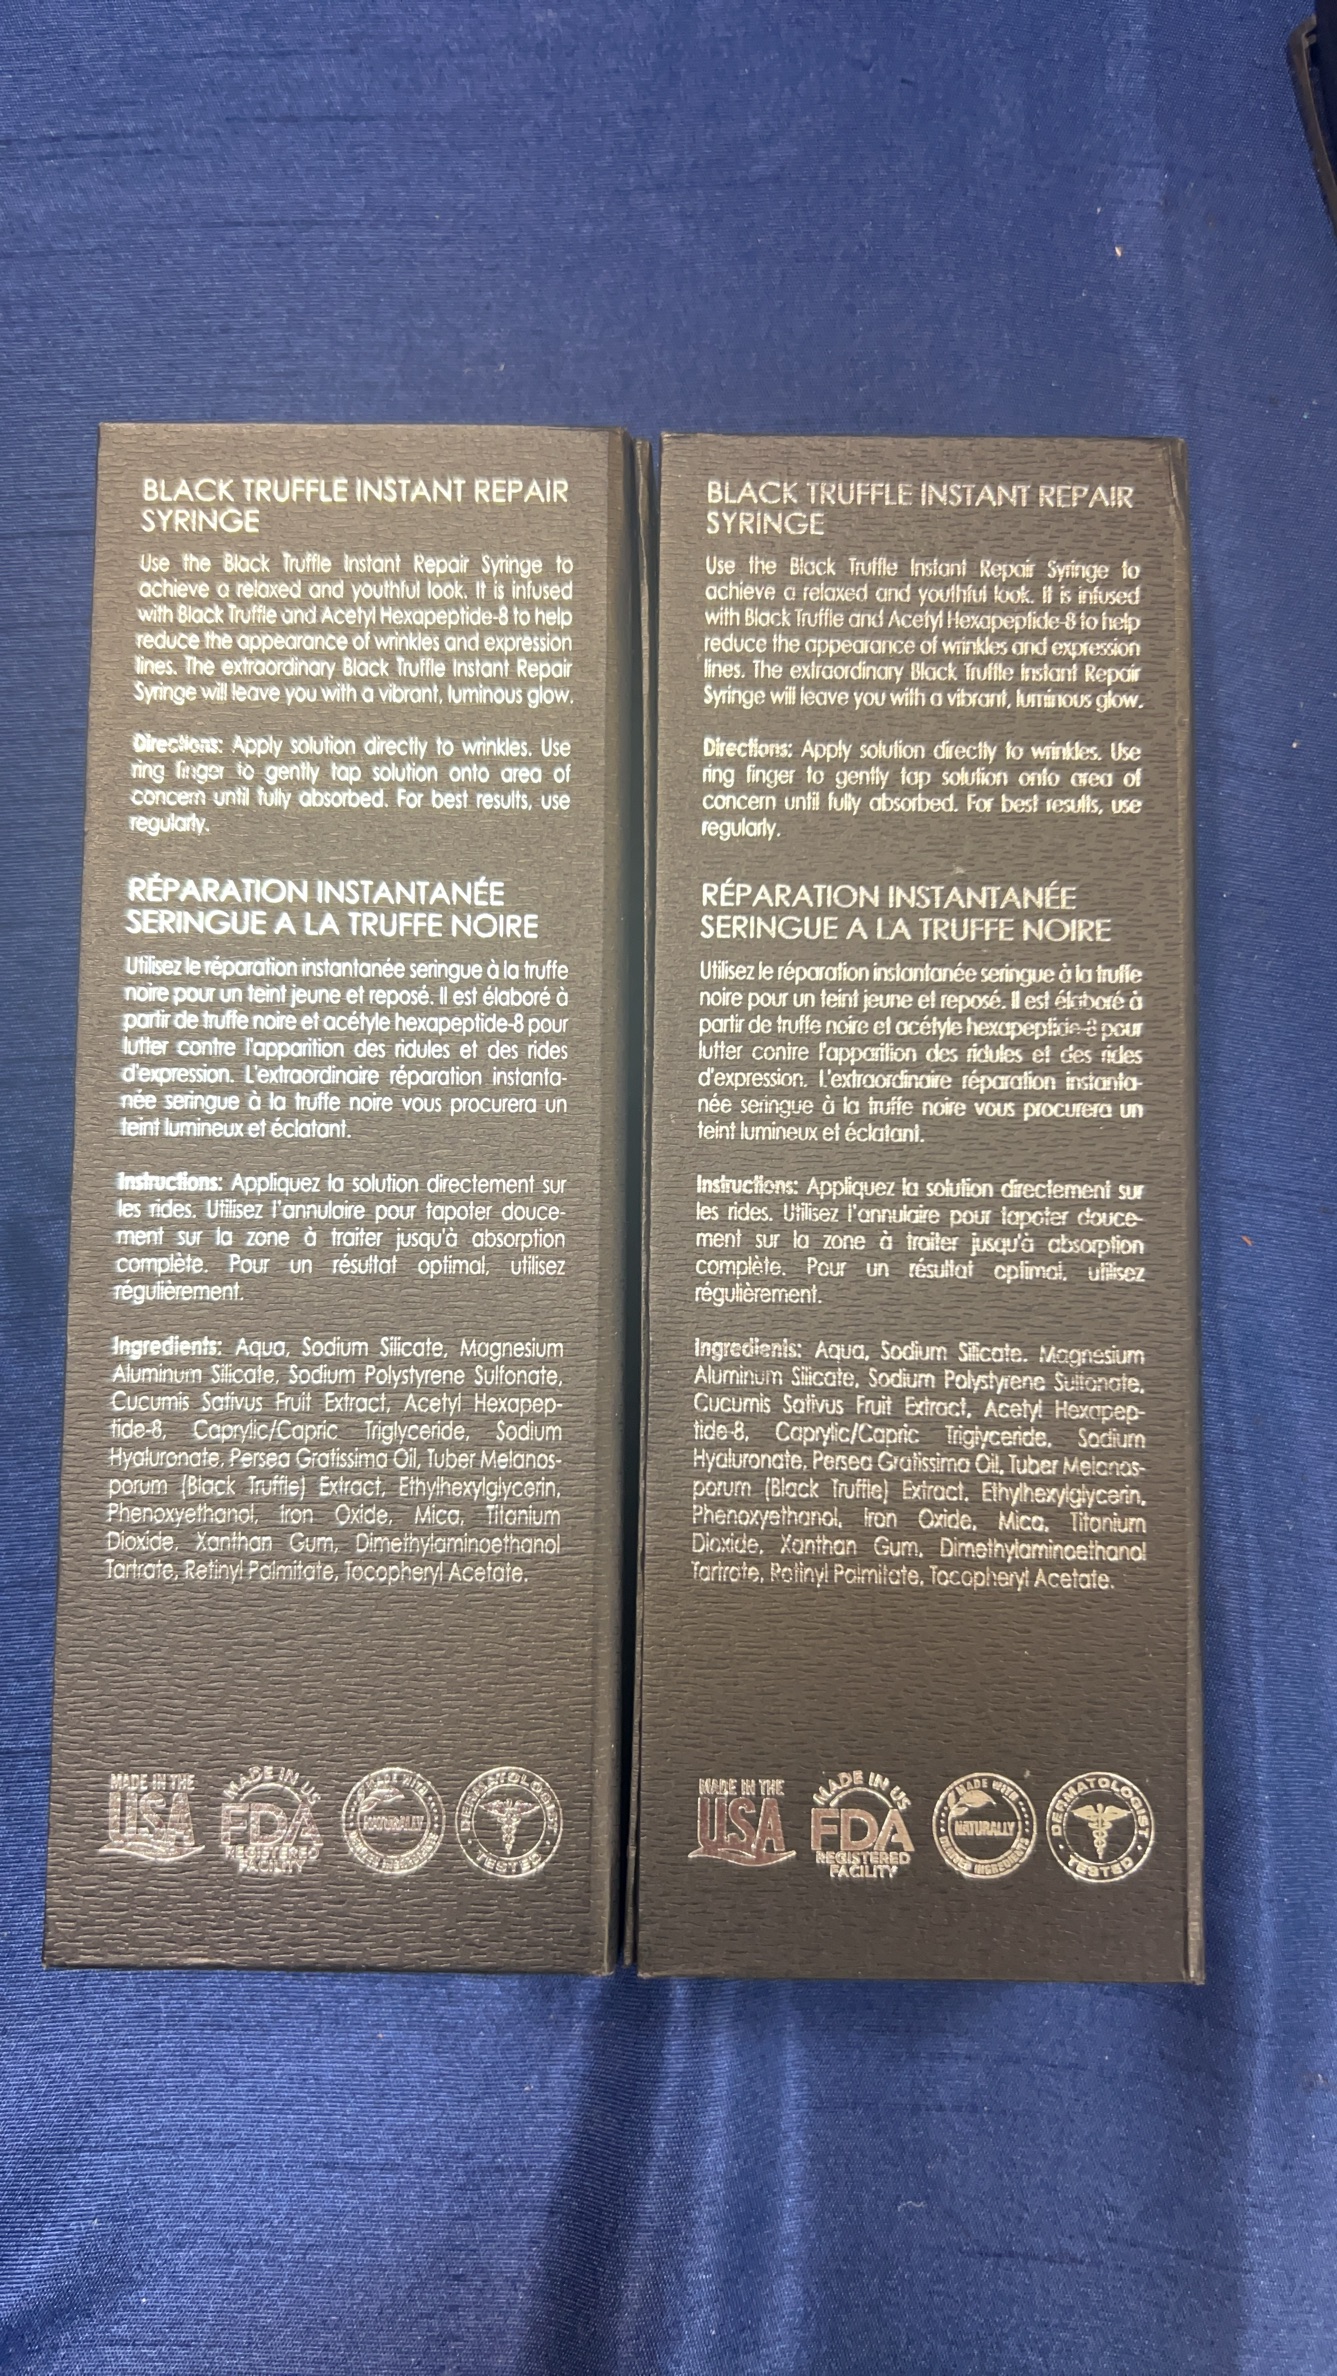 BLACK TRUFFLE INSTANT REPAIR
SYRINGE
Use the Black Truffle Instant Repair Syringe to
achieve a relaxed and youthful look. It is infused
with Black Truffle and Acetyl Hexapeptide-8 to help
reduce the appearance of wrinkles and expression
lines. The extraordinary Black Truffle Instant Repair
Syringe will leave you with a vibrant, luminous glow.
Directions: Apply solution directly to wrinkles. Use
ring finger to gently tap solution onto area of
concern until fully absorbed. For best results, use
regularly.
RÉPARATION INSTANTANÉE
SERINGUE A LA TRUFFE NOIRE
Utilisez le réparation instantanée seringue à la truffe
noire pour un teint jeune et reposé. Il est élaboré à
partir de truffe noire et acétyle hexapeptide-8 pour
lutter contre l'apparition des ridules et des rides
d'expression. L'extraordinaire réparation instanta-
née seringue à la truffe noire vous procurera un
teint lumineux et éclatant.
Instructions: Appliquez la solution directement sur
les rides. Utilisez l'annulaire pour tapoter douce-
ment sur la zone à traiter jusqu'à absorption
complète. Pour un résultat optimal, utilisez
régulièrement.
Ingredients: Aqua, Sodium Silicate, Magnesium
Aluminum Silicate, Sodium Polystyrene Sulfonate,
Cucumis Sativus Fruit Extract, Acetyl Hexapep-
tide-8, Caprylic/Capric Triglyceride, Sodium
Hyaluronate, Persea Gratissima Oil, Tuber Melanos-
porum (Black Truffle) Extract, Ethylhexylglycerin,
Phenoxyethanol, Iron Oxide, Mica, Titanium
Dioxide, Xanthan Gum, Dimethylaminoethanol
Tartrate, Retinyl Palmitate, Tocopheryl Acetate.
MADE IN THE
USA
MADE IN US
FDA
REGISTERED
FACILITY
MADE WITH
NATURALLY
DERMATOLOGIST
TESTED
BLACK TRUFFLE INSTANT REPAIR
SYRINGE
Use the Black Truffle Instant Repair Syringe to
achieve a relaxed and youthful look. It is infused
with Black Truffle and Acetyl Hexapeptide-8 to help
reduce the appearance of wrinkles and expression
lines. The extraordinary Black Truffle Instant Repair
Syringe will leave you with a vibrant, luminous glow.
Directions: Apply solution directly to wrinkles. Use
ring finger to gently tap solution onto area of
concern until fully absorbed. For best results, use
regularly.
RÉPARATION INSTANTANÉE
SERINGUE A LA TRUFFE NOIRE
Utilisez le réparation instantanée seringue à la truffe
noire pour un teint jeune et reposé. Il est élaboré à
partir de truffe noire et acétyle hexapeptide-8 pour
lutter contre l'apparition des ridules et des rides
d'expression. L'extraordinaire réparation instanta-
née seringue à la truffe noire vous procurera un
teint lumineux et éclatant.
Instructions: Appliquez la solution directement sur
les rides. Utilisez l'annulaire pour tapoter douce-
ment sur la zone à traiter jusqu'à absorption
complète. Pour un résultat optimal, utilisez
régulièrement.
Ingredients: Aqua, Sodium Silicate, Magnesium
Aluminum Silicate, Sodium Polystyrene Sulfonate,
Cucumis Sativus Fruit Extract, Acetyl Hexapep-
tide-8, Caprylic/Capric Triglyceride, Sodium
Hyaluronate, Persea Gratissima Oil, Tuber Melanos-
porum (Black Truffle) Extract, Ethylhexylglycerin,
Phenoxyethanol, Iron Oxide, Mica, Titanium
Dioxide, Xanthan Gum, Dimethylaminoethanol
Tartrate, Retinyl Palmitate, Tocopheryl Acetate.
MADE IN THE
USA
MADE IN US
FDA
REGISTERED
FACILITY
MADE WITH
NATURALLY
DERMATOLOGIST
TESTED